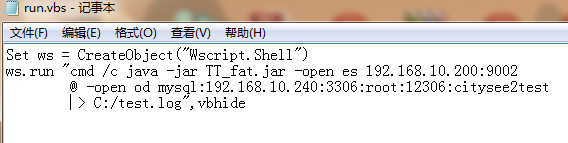 run.vbs - 记事本
文件(F) 编辑(E) 格式(O) 查看(V) 帮助(H)
Set ws = CreateObject("Wscript.Shell")
ws.run "cmd /c java -jar TT_fat.jar -open es 192.168.10.200:9002
@ -open od mysql:192.168.10.240:3306:root:12306:citysee2test
| > C:/test.log",vbhide